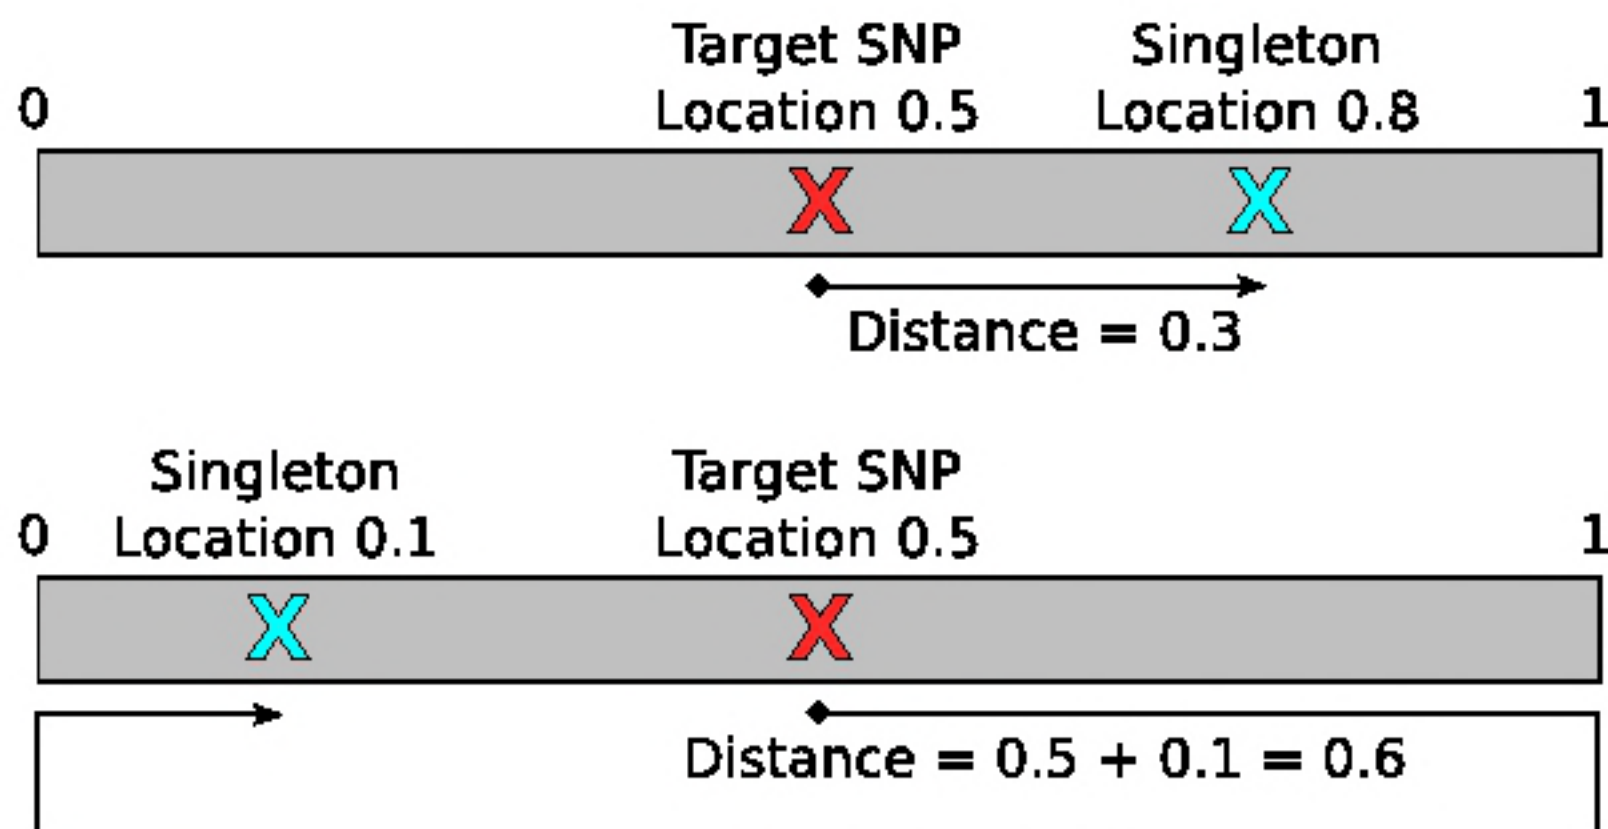 Target SNP
Location 0.5
Singleton
Location 0.8
0
1
Distance = 0.3
Singleton
Location 0.1
Target SNP
Location 0.5
0
1
Distance = 0.5 + 0.1 = 0.6